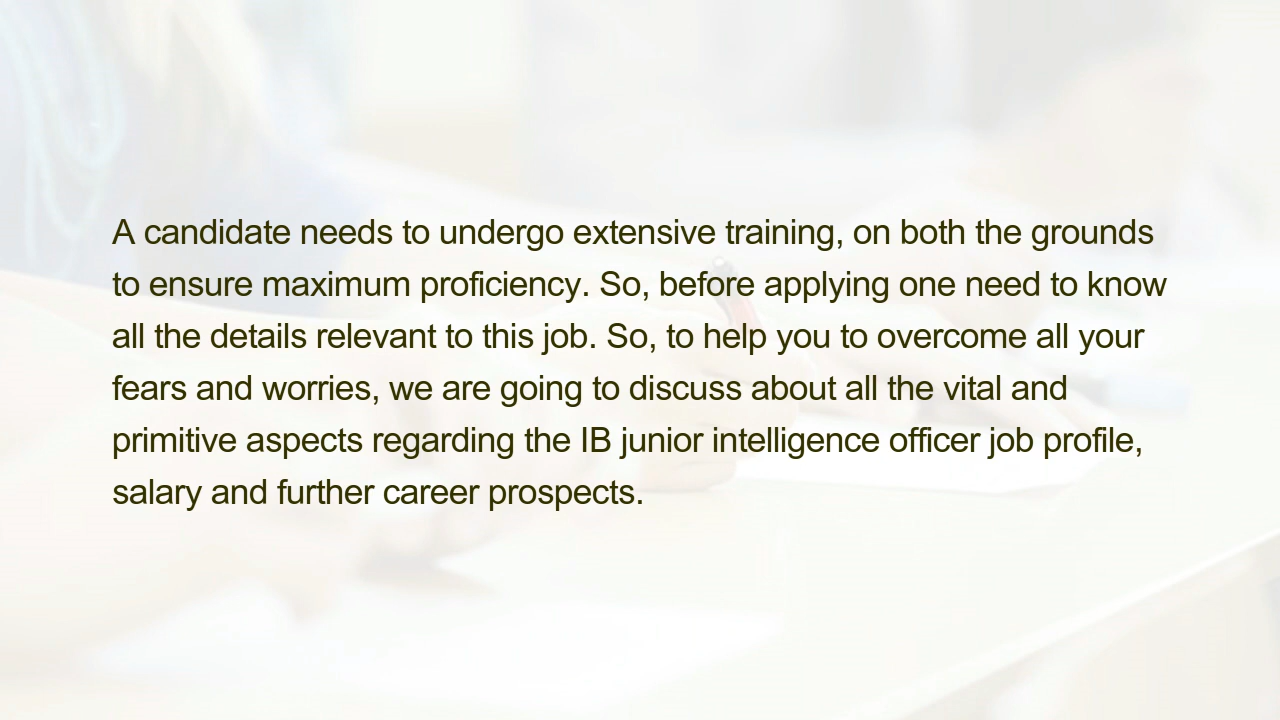 A candidate needs to undergo extensive training, on both the grounds
to ensure maximum proficiency. So, before applying one need to know
all the details relevant to this job. So, to help you to overcome all your
fears and worries, we are going to discuss about all the vital and
primitive aspects regarding the IB junior intelligence officer job profile,
salary and further career prospects.